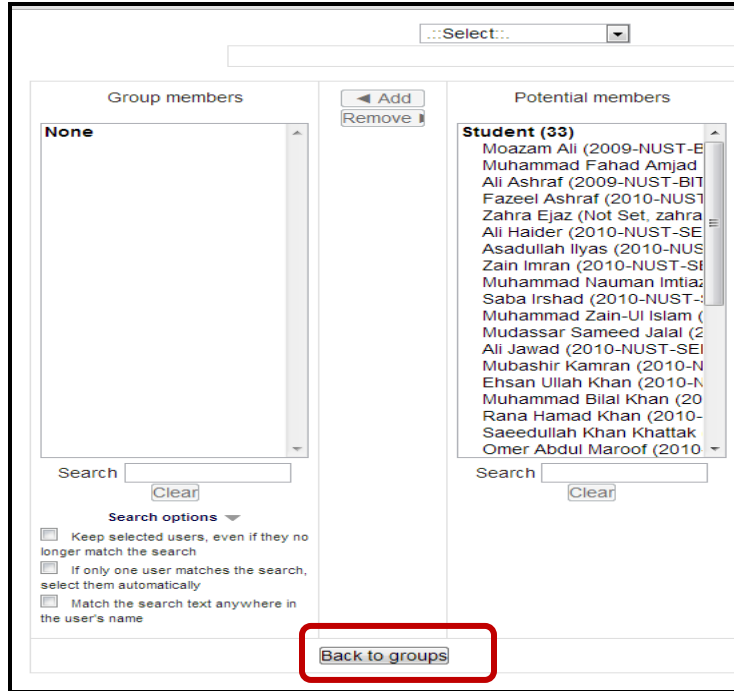 .::Select::.
Group members
◄ Add
Remove
Potential members
None
Student (33)
Moazam Ali (2009-NUST-B
Muhammad Fahad Amjad
Ali Ashraf (2009-NUST-BIT
Fazeel Ashraf (2010-NUST
Zahra Ejaz (Not Set, zahra
Ali Haider (2010-NUST-SE
Asadullah Ilyas (2010-NUS
Zain Imran (2010-NUST-SE
Muhammad Nauman Imtiaz
Saba Irshad (2010-NUST-
Muhammad Zain-Ul Islam (
Mudassar Sameed Jalal (2
Ali Jawad (2010-NUST-SE
Mubashir Kamran (2010-N
Ehsan Ullah Khan (2010-N
Muhammad Bilal Khan (20
Rana Hamad Khan (2010-
Saeedullah Khan Khattak
Omer Abdul Maroof (2010-
Search
Clear
Search
Clear
Search options
Keep selected users, even if they no
longer match the search
If only one user matches the search,
select them automatically
Match the search text anywhere in
the user's name
Back to groups